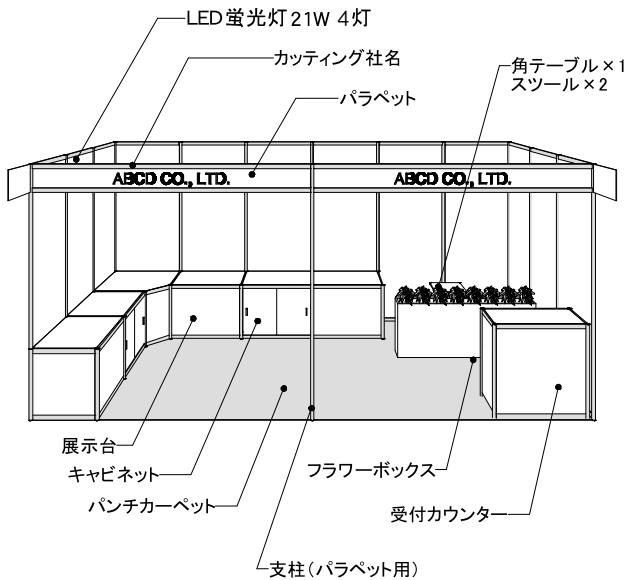 LED蛍光灯21W 4灯
カッティング社名
角テーブル×1
スツール×2
パラペット
ABCD CO., LTD.
ABCD CO., LTD.
展示台
キャビネット
パンチカーペット
フラワーボックス
受付カウンター
支柱(パラペット用)